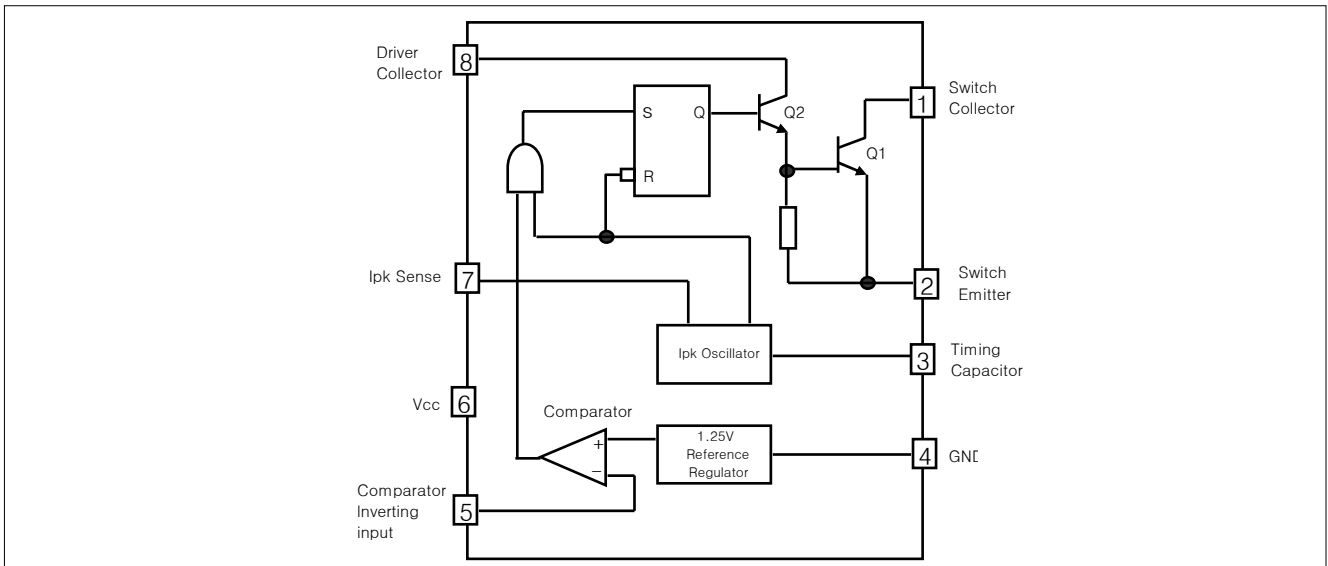 Driver
Collector
8
S
Q
Q2
1
Switch
Collector
Q1
R
Ipk Sense
7
2
Switch
Emitter
Ipk Oscillator
3
Timing
Capacitor
Vcc
6
Comparator
+
−
1.25V
Reference
Regulator
4
GN
Comparator
Inverting
input
5